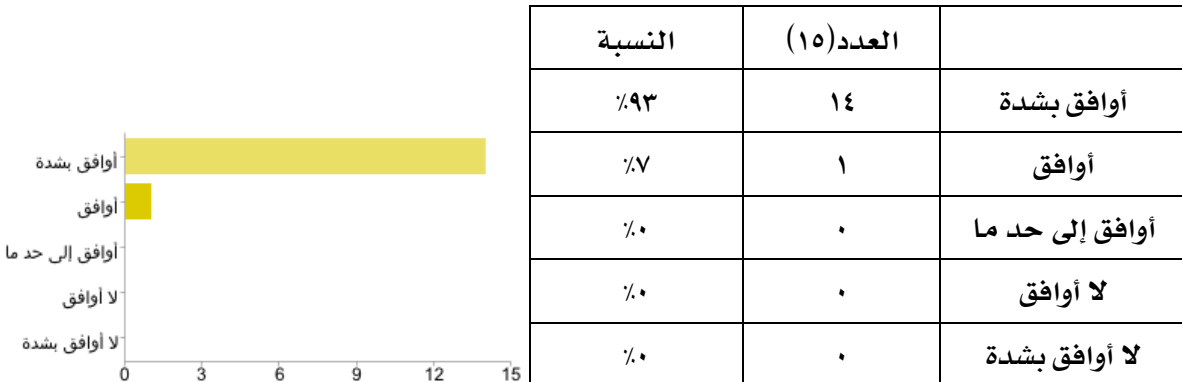 العدد(١٥) النسبة
أوافق بشدة ١٤ ٩٣٪
أوافق ١ ٧٪
أوافق إلى حد ما ٠ ٠٪
لا أوافق ٠ ٠٪
لا أوافق بشدة ٠ ٠٪
أوافق بشدة
أوافق
أوافق إلى حد ما
لا أوافق
لا أوافق بشدة
0 3 6 9 12 15